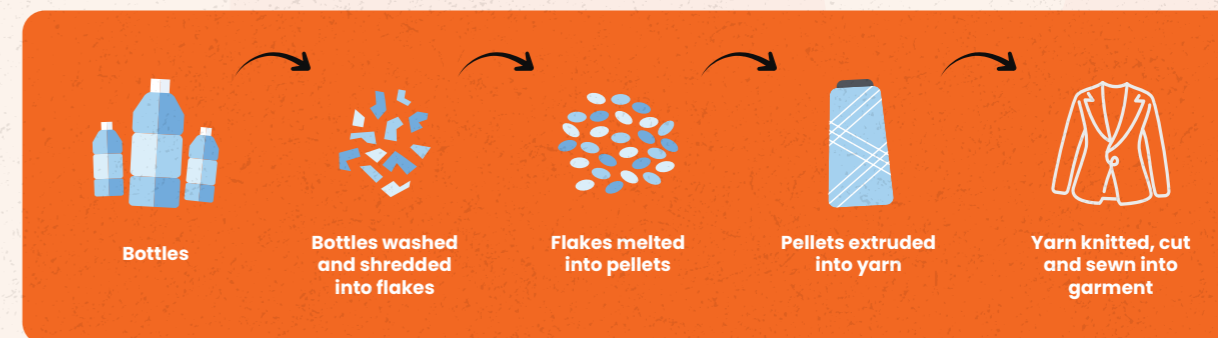 Bottles
Bottles washed
and shredded
into flakes
Flakes melted
into pellets
Pellets extruded
into yarn
Yarn knitted, cut
and sewn into
garment